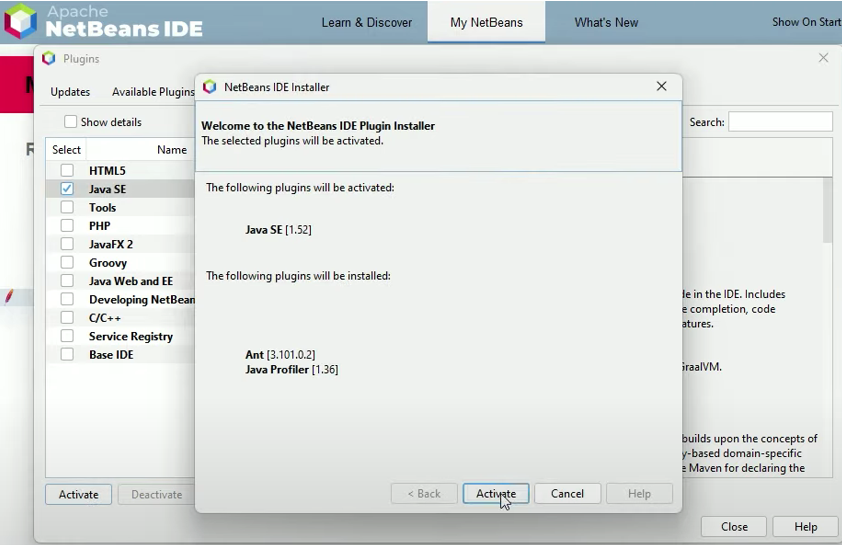 Apache
NetBeans IDE
Learn & Discover
My NetBeans
What's New
Show On Start
Plugins
Updates
Available Plugins
Show details
Search:
Select
Name
HTML5
Java SE
Tools
PHP
JavaFX 2
Groovy
Java Web and EE
Developing NetBean
C/C++
Service Registry
Base IDE
NetBeans IDE Installer
Welcome to the NetBeans IDE Plugin Installer
The selected plugins will be activated.
The following plugins will be activated:
Java SE [1.52]
The following plugins will be installed:
Ant [3.101.0.2]
Java Profiler [1.36]
de in the IDE. Includes
e completion, code
atures.
GraalVM.
builds upon the concepts of
y-based domain-specific
e Maven for declaring the
< Back
Activate
Cancel
Help
Activate
Deactivate
Close
Help